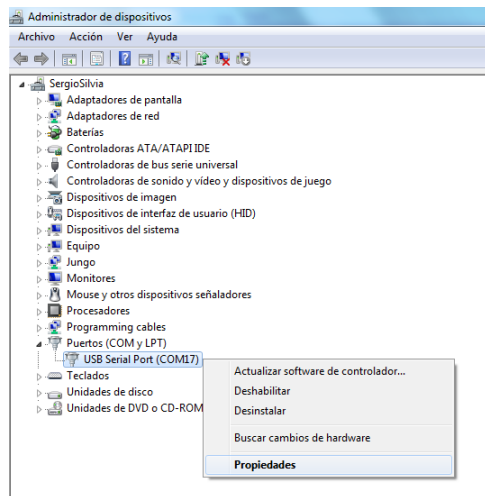 Administrador de dispositivos
Archivo Acción Ver Ayuda
SergioSilvia
Adaptadores de pantalla
Adaptadores de red
Baterías
Controladoras ATA/ATAPI IDE
Controladoras de bus serie universal
Controladoras de sonido y vídeo y dispositivos de juego
Dispositivos de imagen
Dispositivos de interfaz de usuario (HID)
Dispositivos del sistema
Equipo
Jungo
Monitores
Mouse y otros dispositivos señaladores
Procesadores
Programming cables
Puertos (COM y LPT)
USB Serial Port (COM17)
Teclados
Unidades de disco
Unidades de DVD o CD-ROM
Actualizar software de controlador...
Deshabilitar
Desinstalar
Buscar cambios de hardware
Propiedades